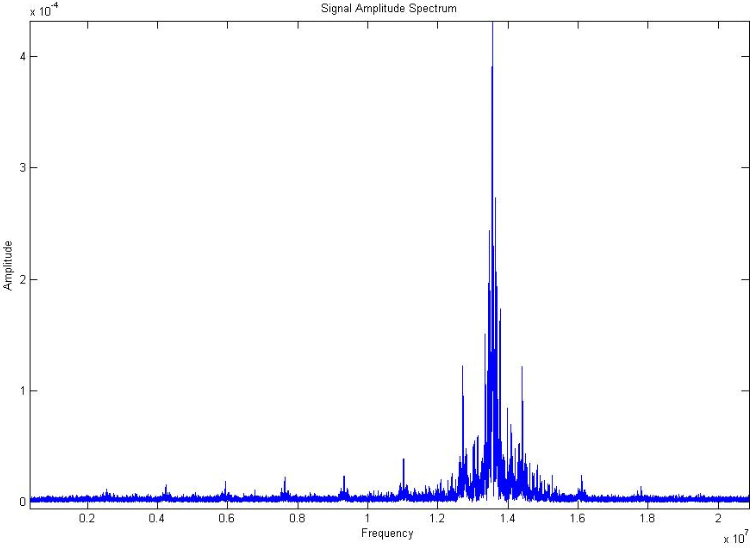 x 10-4
Signal Amplitude Spectrum
4
3
2
1
0
Amplitude
0.2 0.4 0.6 0.8 1 1.2 1.4 1.6 1.8 2
Frequency
x 10^7